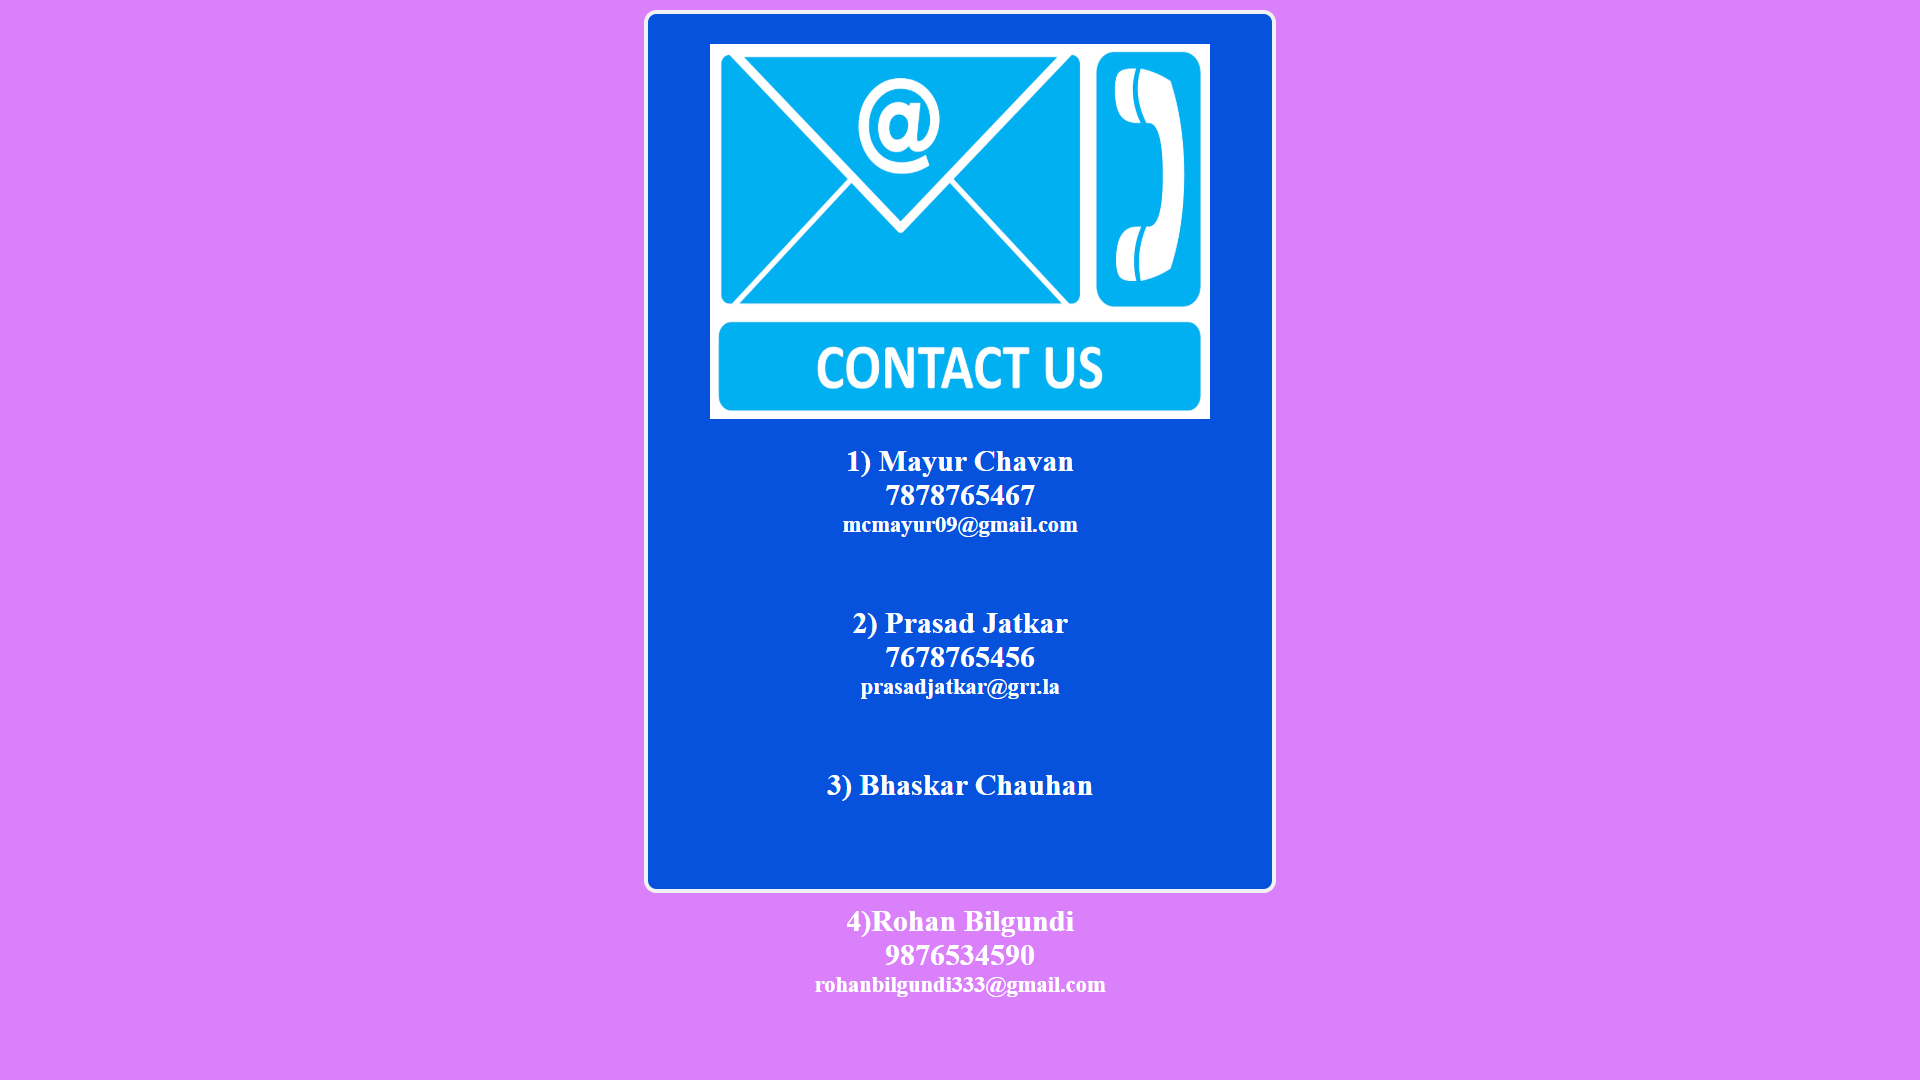 @
CONTACT US
1) Mayur Chavan
7878765467
mcmayur09@gmail.com
2) Prasad Jatkar
7678765456
prasadjatkar@grr.la
3) Bhaskar Chauhan
4)Rohan Bilgundi
9876534590
rohanbilgundi333@gmail.com